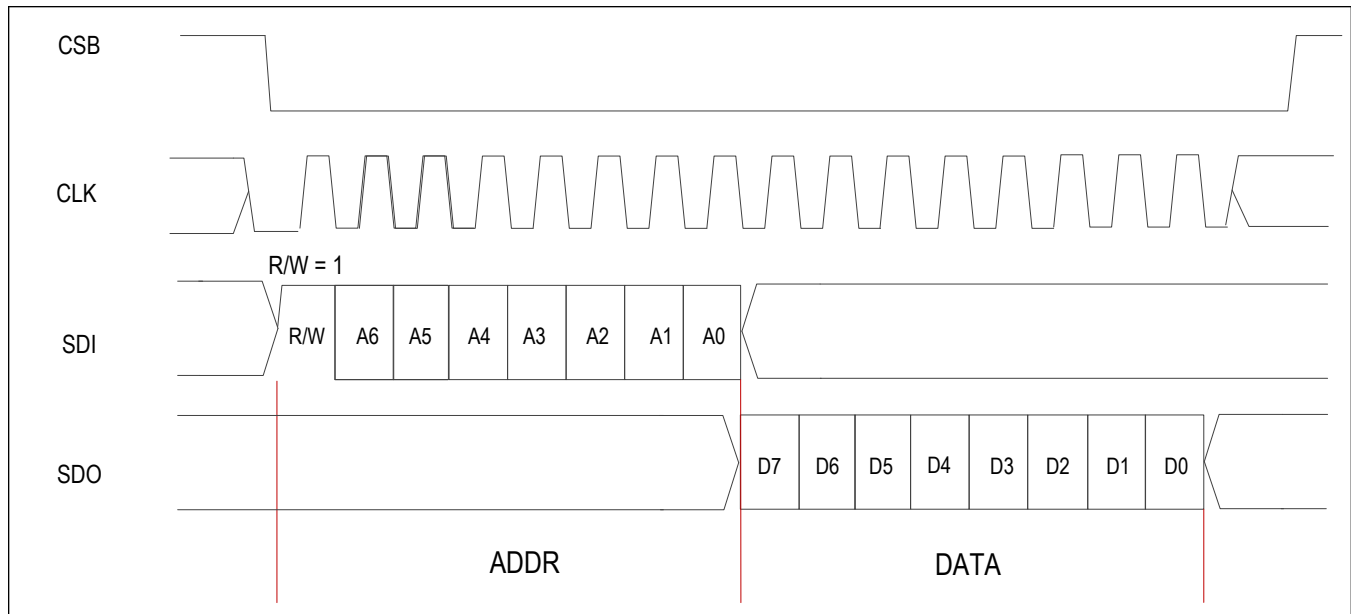 CSB
CLK
R/W = 1
SDI
R/W A6 A5 A4 A3 A2 A1 A0
SDO
D7 D6 D5 D4 D3 D2 D1 D0
ADDR DATA